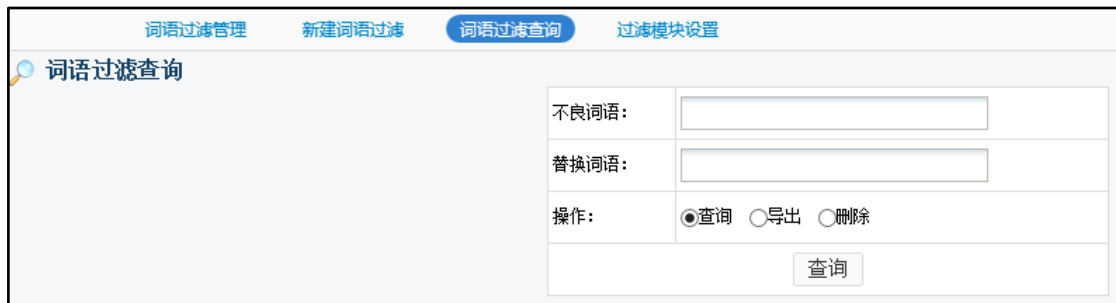 词语过滤管理 新建词语过滤 词语过滤查询 过滤模块设置
词语过滤查询
不良词语：
替换词语：
操作： 查询 导出 删除
查询